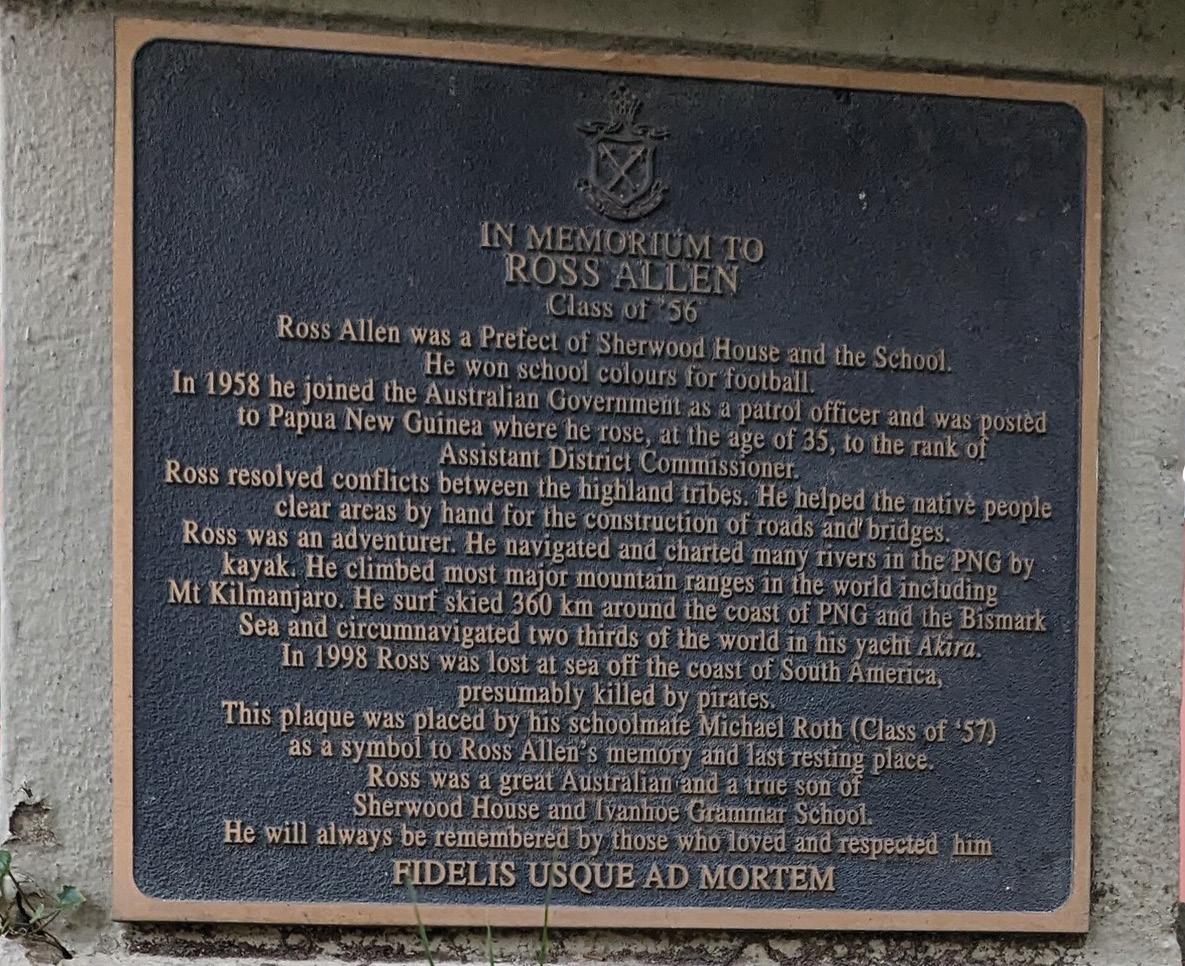 IN MEMORIUM TO
ROSS ALLEN
Class of '56
Ross Allen was a Prefect of Sherwood House and the School.
He won school colours for football.
In 1958 he joined the Australian Government as a patrol officer and was posted
to Papua New Guinea where he rose, at the age of 35, to the rank of
Assistant District Commissioner.
Ross resolved conflicts between the highland tribes. He helped the native people
clear areas by hand for the construction of roads and bridges.
Ross was an adventurer. He navigated and charted many rivers in the PNG by
kayak. He climbed most major mountain ranges in the world including
Mt Kilmanjaro. He surf skied 360 km around the coast of PNG and the Bismark
Sea and circumnavigated two thirds of the world in his yacht Akira.
In 1998 Ross was lost at sea off the coast of South America,
presumably killed by pirates.
This plaque was placed by his schoolmate Michael Roth (Class of '57)
as a symbol to Ross Allen's memory and last resting place.
Ross was a great Australian and a true son of
Sherwood House and Ivanhoe Grammar School.
He will always be remembered by those who loved and respected him
FIDELIS USQUE AD MORTEM